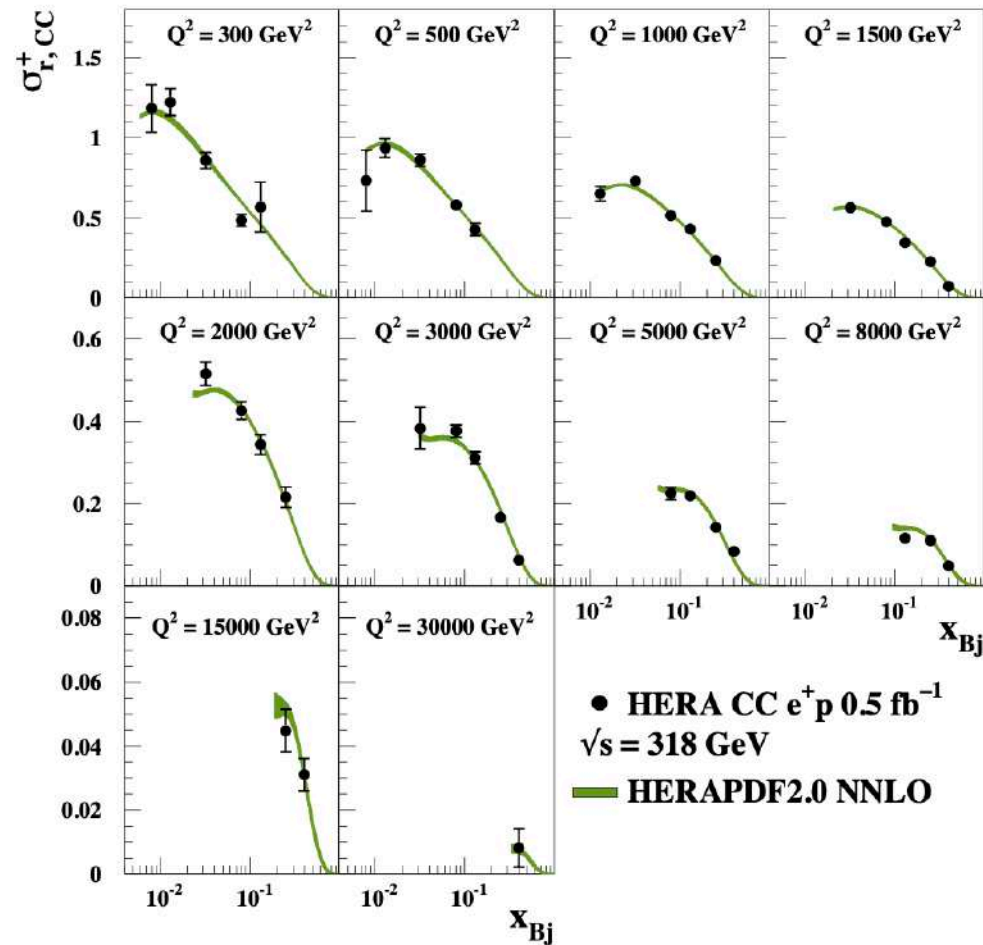 σ⁺r, CC
Q² = 300 GeV²
Q² = 500 GeV²
Q² = 1000 GeV²
Q² = 1500 GeV²
1.5
1
0.5
0
Q² = 2000 GeV²
Q² = 3000 GeV²
Q² = 5000 GeV²
Q² = 8000 GeV²
0.6
0.4
0.2
0
10⁻² 10⁻¹ 10⁻² 10⁻¹
xBj
Q² = 15000 GeV²
Q² = 30000 GeV²
0.08
0.06
0.04
0.02
0
10⁻² 10⁻¹ 10⁻² 10⁻¹
xBj
HERA CC e⁺p 0.5 fb⁻¹
√s = 318 GeV
HERAPDF2.0 NNLO